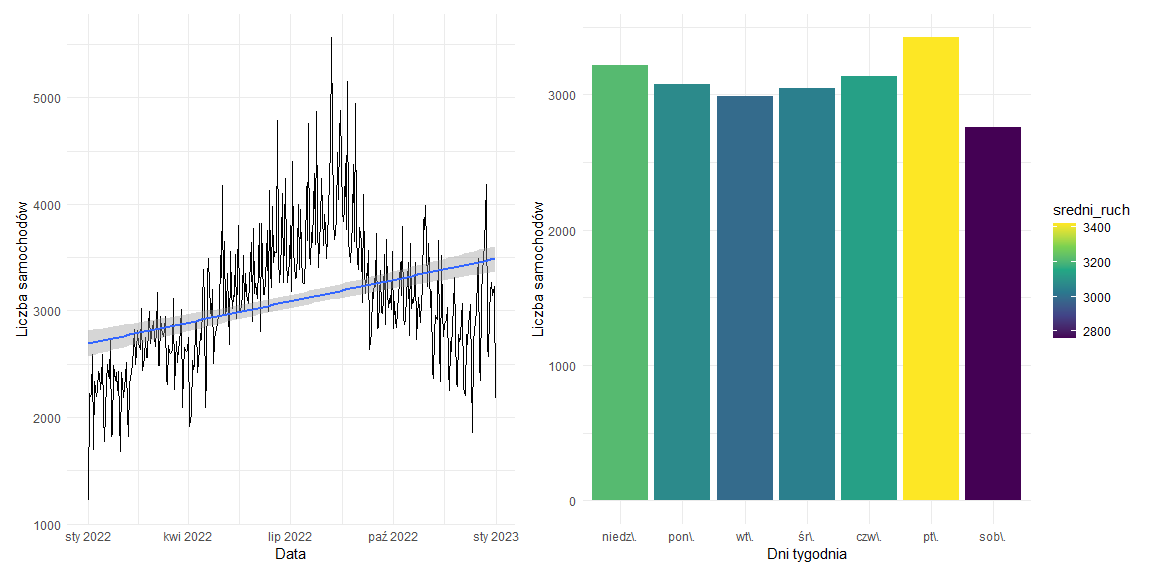 Liczba samochodów
5000
4000
3000
2000
1000
sty 2022
kwi 2022
lip 2022
paź 2022
sty 2023
Data
Liczba samochodów
3000
2000
1000
0
niedz\.
pon\.
wt\.
śr\.
czw\.
pt\.
sob\.
Dni tygodnia
sredni_ruch
3400
3200
3000
2800